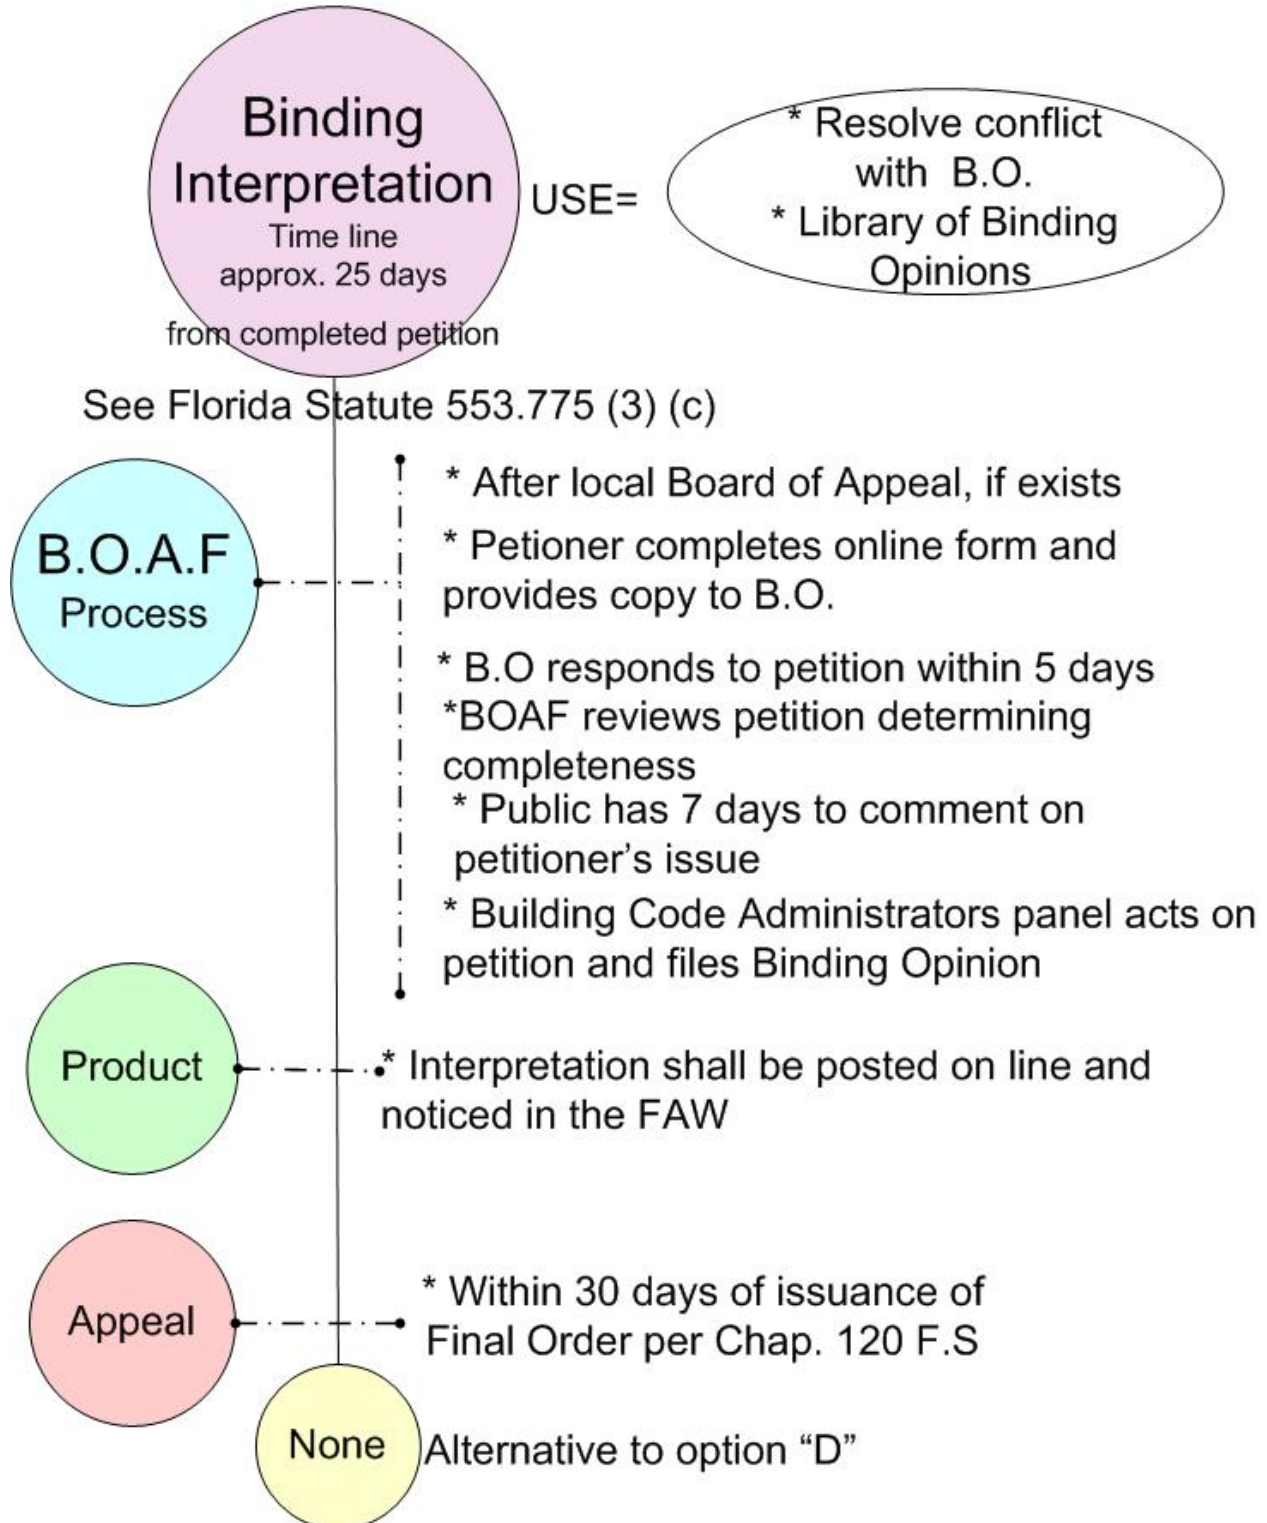 Binding
Interpretation
Time line
approx. 25 days
from completed petition
USE=
* Resolve conflict
with B.O.
* Library of Binding
Opinions
See Florida Statute 553.775 (3) (c)
B.O.A.F
Process
* After local Board of Appeal, if exists
* Petioner completes online form and
provides copy to B.O.
* B.O responds to petition within 5 days
*BOAF reviews petition determining
completeness
* Public has 7 days to comment on
petitioner’s issue
* Building Code Administrators panel acts on
petition and files Binding Opinion
Product
* Interpretation shall be posted on line and
noticed in the FAW
Appeal
* Within 30 days of issuance of
Final Order per Chap. 120 F.S
None
Alternative to option “D”